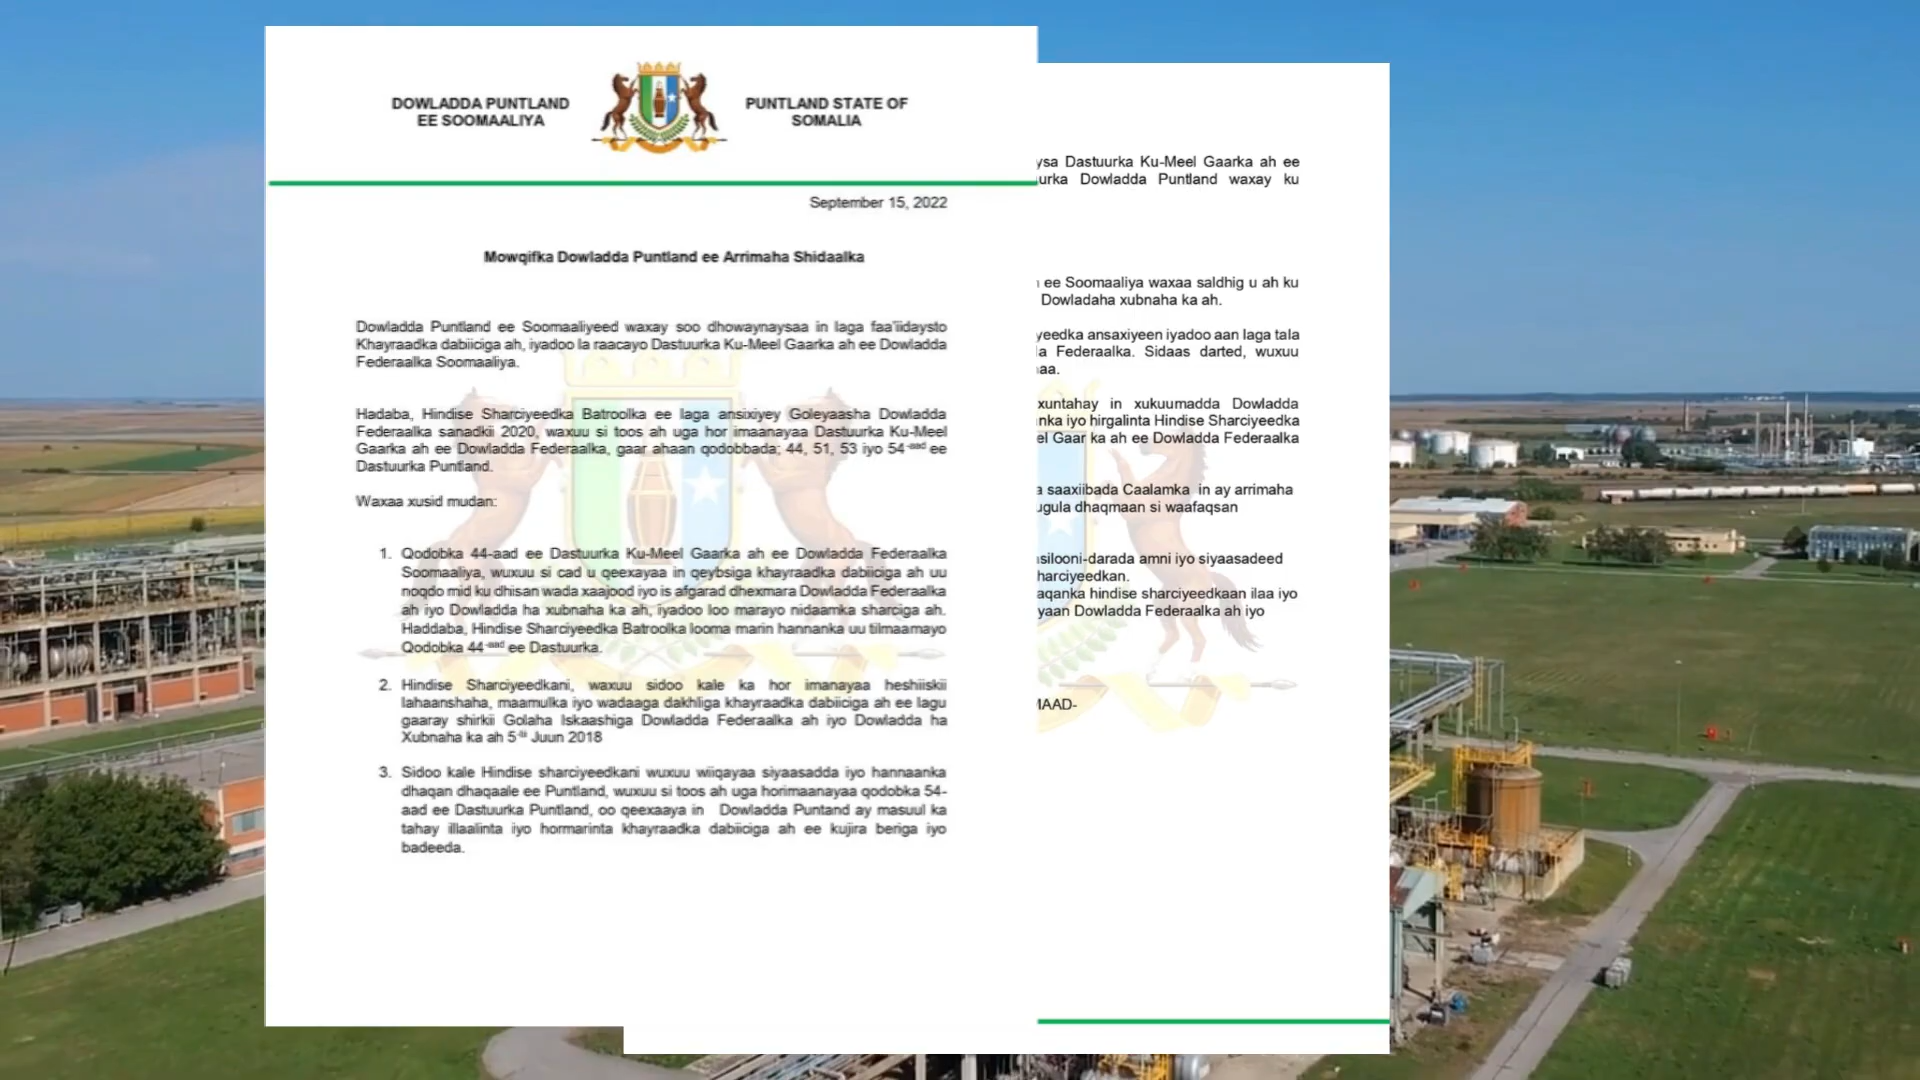 DOWLADDA PUNTLAND
EE SOOMAALIYA
PUNTLAND STATE OF
SOMALIA
September 15, 2022
Mowqifka Dowladda Puntland ee Arrimaha Shidaalka
Dowladda Puntland ee Soomaaliyeed waxay soo dhowaynaysaa in laga faa'iidaysto
Khayraadka dabiiciga ah, iyadoo la raacayo Dastuurka Ku-Meel Gaarka ah ee Dowladda
Federaalka Soomaaliya.
Hadaba, Hindise Sharciyeedka Batroolka ee laga ansixiyey Goleyaasha Dowladda
Federaalka sanadkii 2020, waxuu si toos ah uga hor imaanayaa Dastuurka Ku-Meel
Gaarka ah ee Dowladda Federaalka, gaar ahaan qodobbada; 44, 51, 53 iyo 54-aad ee
Dastuurka Puntland.
Waxaa xusid mudan:
1. Qodobka 44-aad ee Dastuurka Ku-Meel Gaarka ah ee Dowladda Federaalka
Soomaaliya, wuxuu si cad u qeexayaa in qeybsiga khayraadka dabiiciga ah uu
noqdo mid ku dhisan wada xaajood iyo is afgarad dhexmara Dowladda Federaalka
ah iyo Dowladda ha xubnaha ka ah, iyadoo loo marayo nidaamka sharciga ah.
Haddaba, Hindise Sharciyeedka Batroolka looma marin hannanka uu tilmaamayo
Qodobka 44-aad ee Dastuurka.
2. Hindise Sharciyeedkani, waxuu sidoo kale ka hor imanayaa heshiiskii
lahaanshaha, maamulka iyo wadaaga dakhliga khayraadka dabiiciga ah ee lagu
gaaray shirkii Golaha Iskaashiga Dowladda Federaalka ah iyo Dowladda ha
Xubnaha ka ah 5-tii Juun 2018
3. Sidoo kale Hindise sharciyeedkani wuxuu wiiqayaa siyaasadda iyo hannaanka
dhaqan dhaqaale ee Puntland, wuxuu si toos ah uga horimaanayaa qodobka 54-
aad ee Dastuurka Puntland, oo qeexaaya in Dowladda Puntand ay masuul ka
tahay illaalinta iyo hormarinta khayraadka dabiiciga ah ee kujira beriga iyo
badeeda.
ysa Dastuurka Ku-Meel Gaarka ah ee
urka Dowladda Puntland waxay ku
ee Soomaaliya waxaa saldhig u ah ku
Dowladaha xubnaha ka ah.
yeedka ansaxiyeen iyadoo aan laga tala
la Federaalka. Sidaas darted, wuxuu
naa.
xuntahay in xukuumadda Dowladda
nka iyo hirgalinta Hindise Sharciyeedka
el Gaar ka ah ee Dowladda Federaalka
a saaxiibada Caalamka in ay arrimaha
ugula dhaqmaan si waafaqsan
silooni-darada amni iyo siyaasadeed
harciyeedkan.
aqanka hindise sharciyeedkaan ilaa iyo
yaan Dowladda Federaalka ah iyo
MAAD-